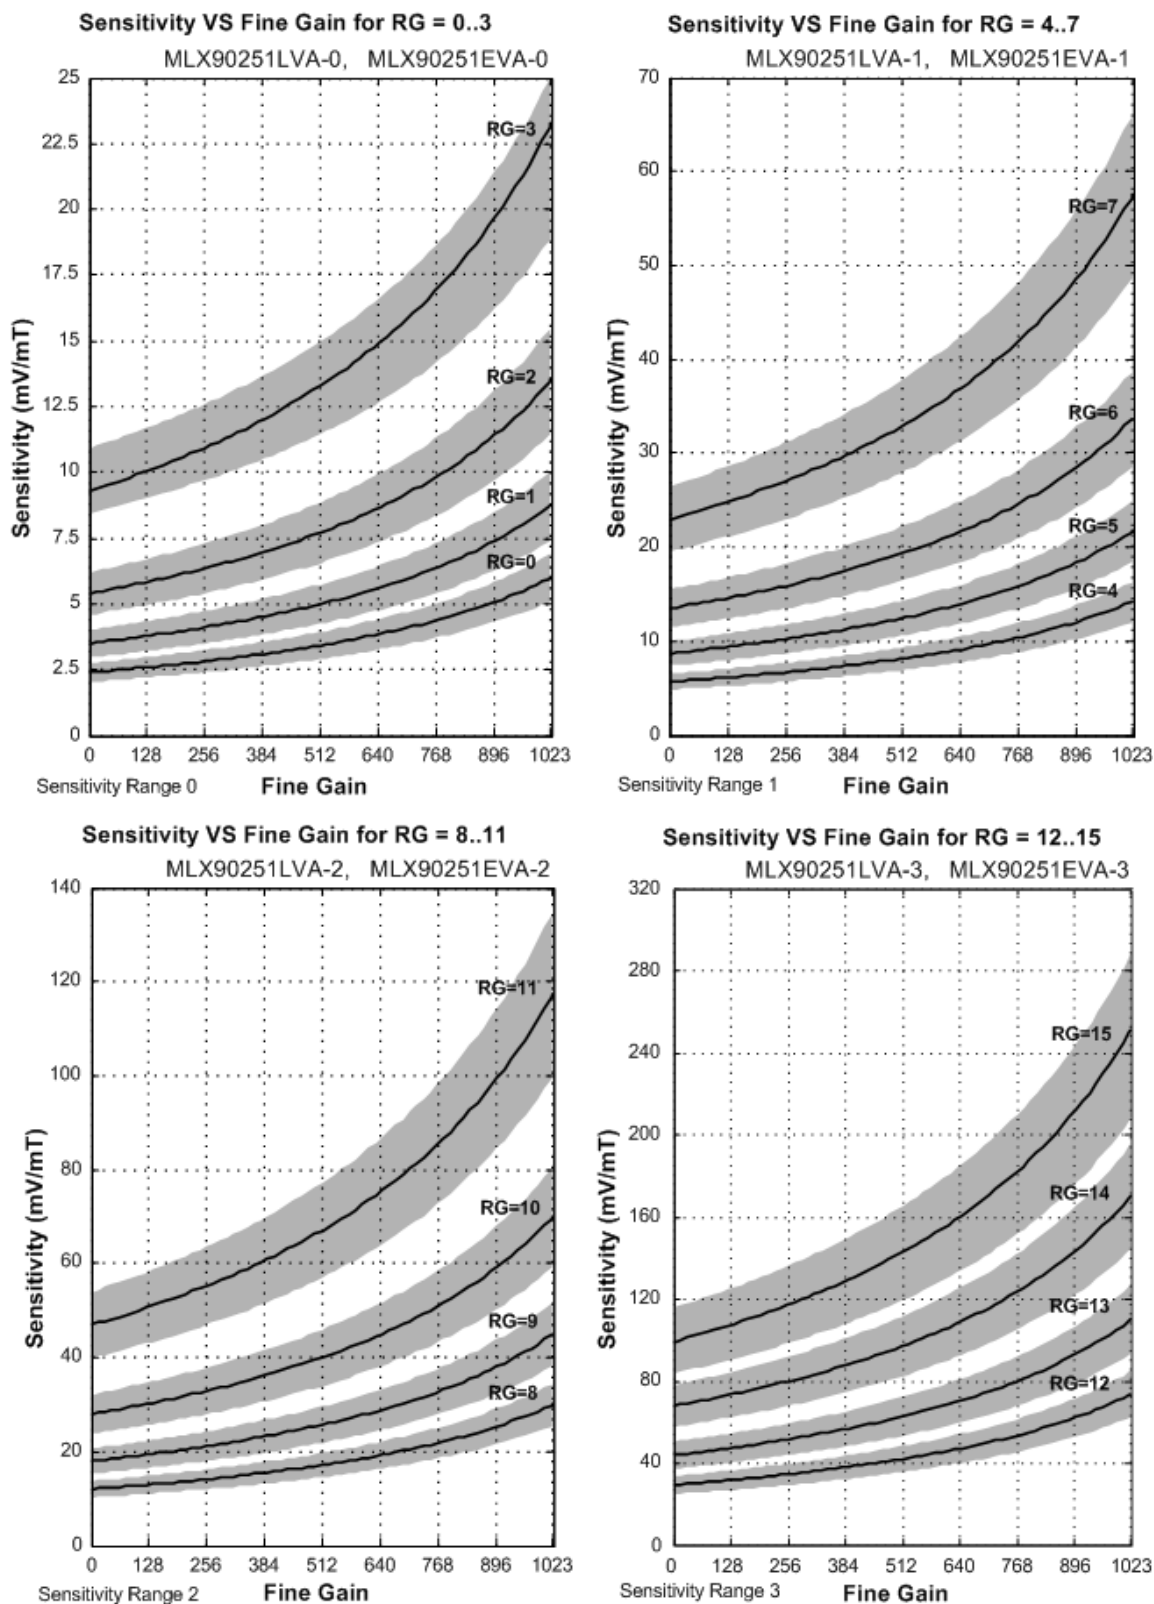 Sensitivity VS Fine Gain for RG = 0..3
MLX90251LVA-0, MLX90251EVA-0
25
22.5
20
17.5
15
12.5
10
7.5
5
2.5
0
Sensitivity (mV/mT)
RG=3
RG=2
RG=1
RG=0
0 128 256 384 512 640 768 896 1023
Sensitivity Range 0 Fine Gain
Sensitivity VS Fine Gain for RG = 4..7
MLX90251LVA-1, MLX90251EVA-1
70
60
50
40
30
20
10
0
Sensitivity (mV/mT)
RG=7
RG=6
RG=5
RG=4
0 128 256 384 512 640 768 896 1023
Sensitivity Range 1 Fine Gain
Sensitivity VS Fine Gain for RG = 8..11
MLX90251LVA-2, MLX90251EVA-2
140
120
100
80
60
40
20
0
Sensitivity (mV/mT)
RG=11
RG=10
RG=9
RG=8
0 128 256 384 512 640 768 896 1023
Sensitivity Range 2 Fine Gain
Sensitivity VS Fine Gain for RG = 12..15
MLX90251LVA-3, MLX90251EVA-3
320
280
240
200
160
120
80
40
0
Sensitivity (mV/mT)
RG=15
RG=14
RG=13
RG=12
0 128 256 384 512 640 768 896 1023
Sensitivity Range 3 Fine Gain